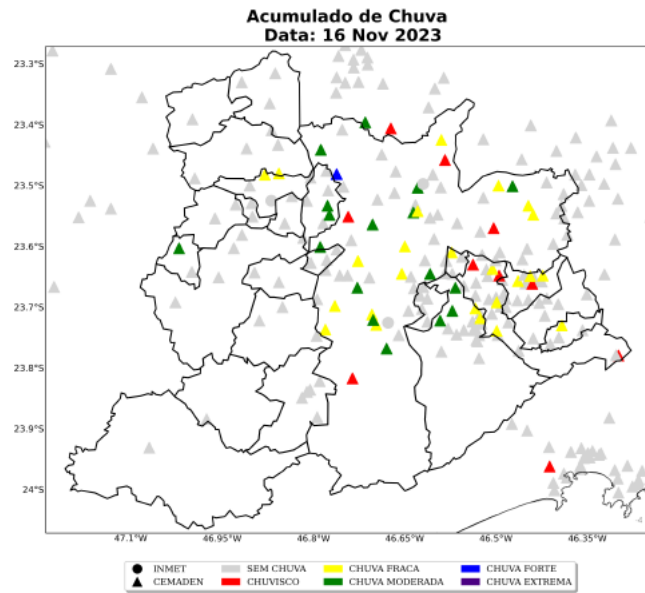 Acumulado de Chuva
Data: 16 Nov 2023
23.3°S
23.4°S
23.5°S
23.6°S
23.7°S
23.8°S
23.9°S
24°S
47.1°W 46.95°W 46.8°W 46.65°W 46.5°W 46.35°W
INMET SEM CHUVA CHUVA FRACA CHUVA FORTE
CEMADEN CHUVISCO CHUVA MODERADA CHUVA EXTREMA